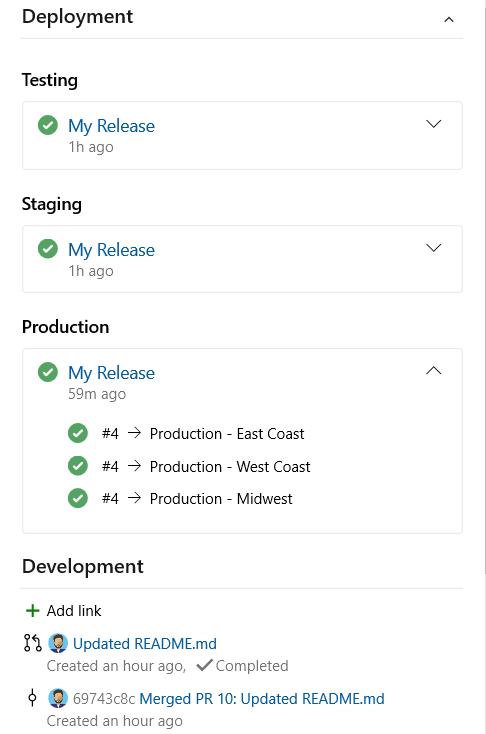 Deployment
Testing
My Release
1h ago
Staging
My Release
1h ago
Production
My Release
59m ago
#4 → Production - East Coast
#4 → Production - West Coast
#4 → Production - Midwest
Development
+ Add link
Updated README.md
Created an hour ago, ✓ Completed
69743c8c Merged PR 10: Updated README.md
Created an hour ago